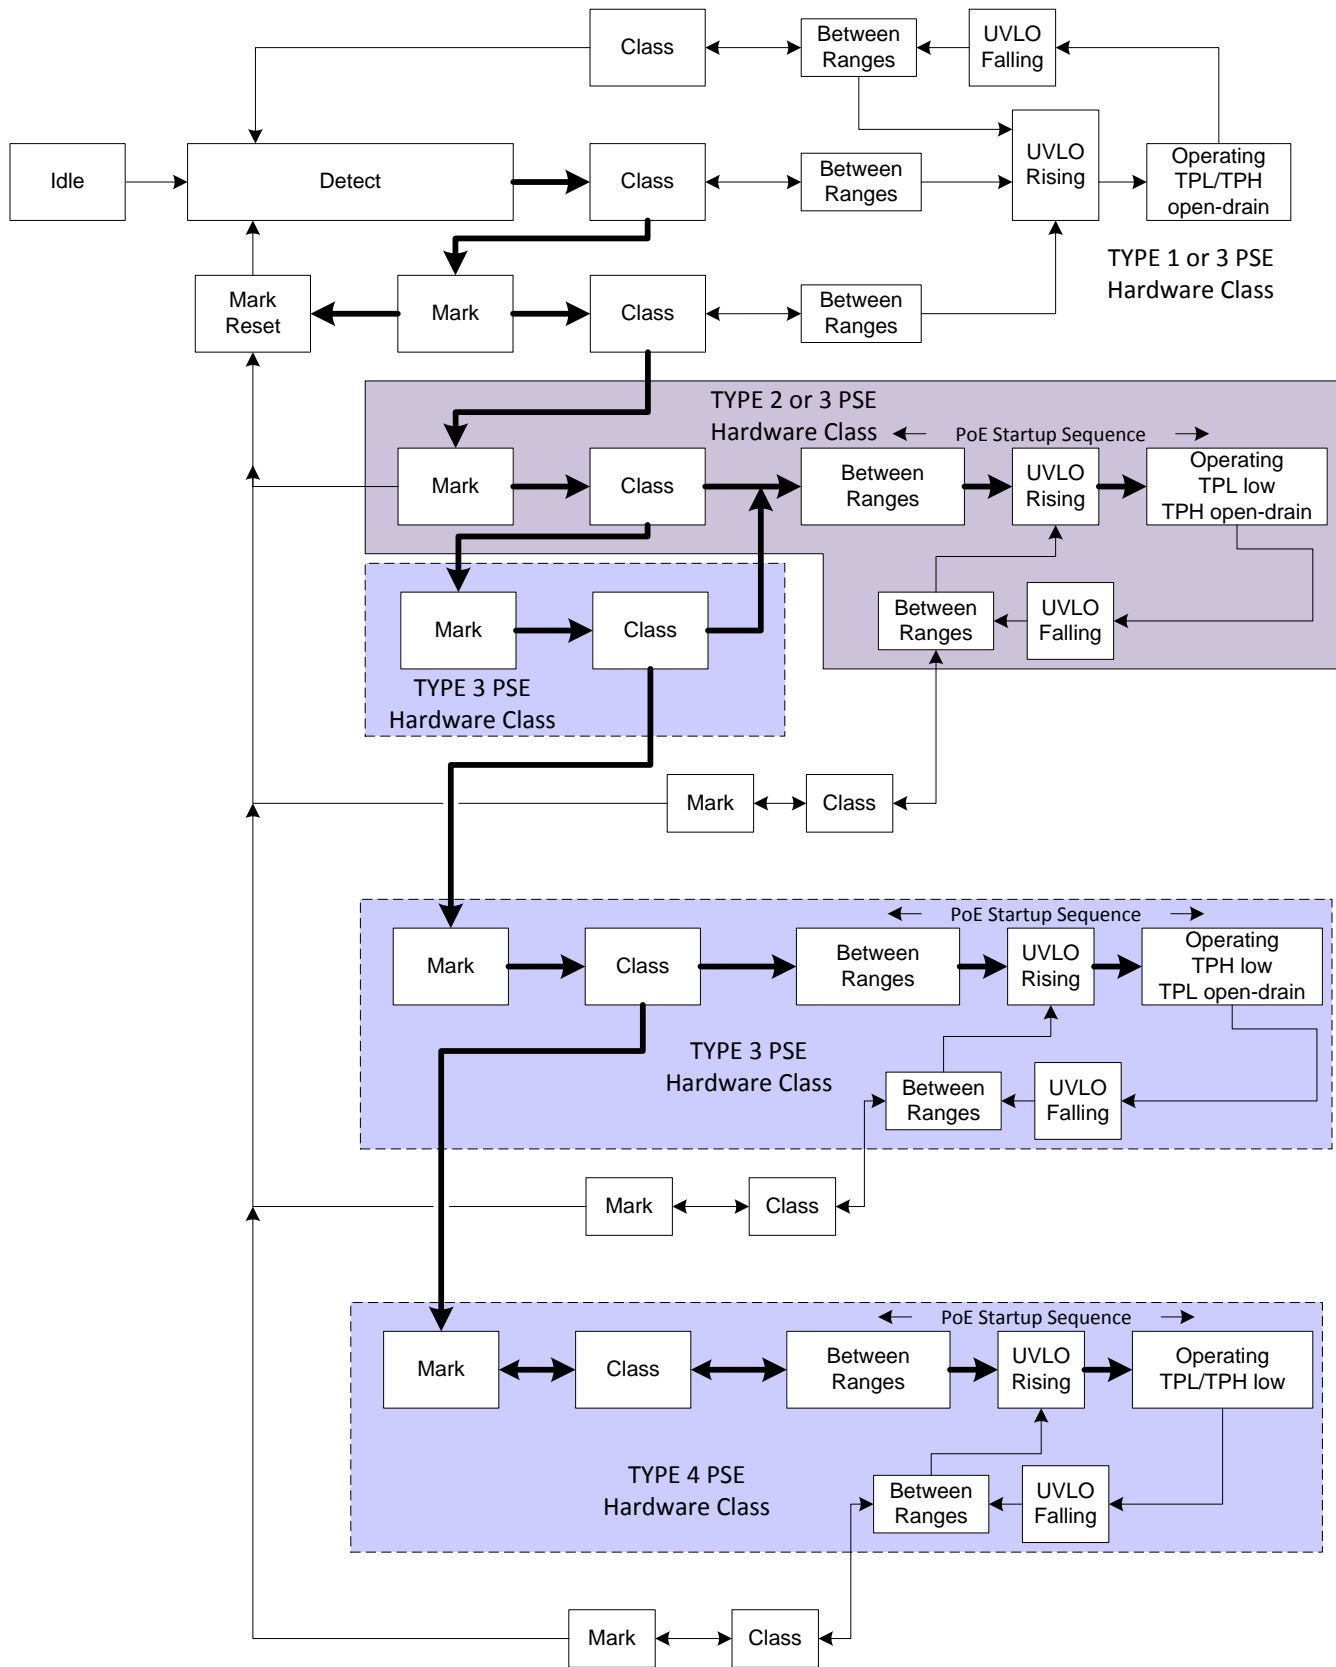 Class
Between
Ranges
UVLO
Falling
Idle
Detect
Class
Between
Ranges
UVLO
Rising
Operating
TPL/TPH
open-drain
TYPE 1 or 3 PSE
Hardware Class
Mark
Reset
Mark
Class
Between
Ranges
TYPE 2 or 3 PSE
Hardware Class
PoE Startup Sequence
Mark
Class
Between
Ranges
UVLO
Rising
Operating
TPL low
TPH open-drain
Between
Ranges
UVLO
Falling
Mark
Class
TYPE 3 PSE
Hardware Class
Mark
Class
PoE Startup Sequence
Mark
Class
Between
Ranges
UVLO
Rising
Operating
TPH low
TPL open-drain
TYPE 3 PSE
Hardware Class
Between
Ranges
UVLO
Falling
Mark
Class
PoE Startup Sequence
Mark
Class
Between
Ranges
UVLO
Rising
Operating
TPL/TPH low
TYPE 4 PSE
Hardware Class
Between
Ranges
UVLO
Falling
Mark
Class